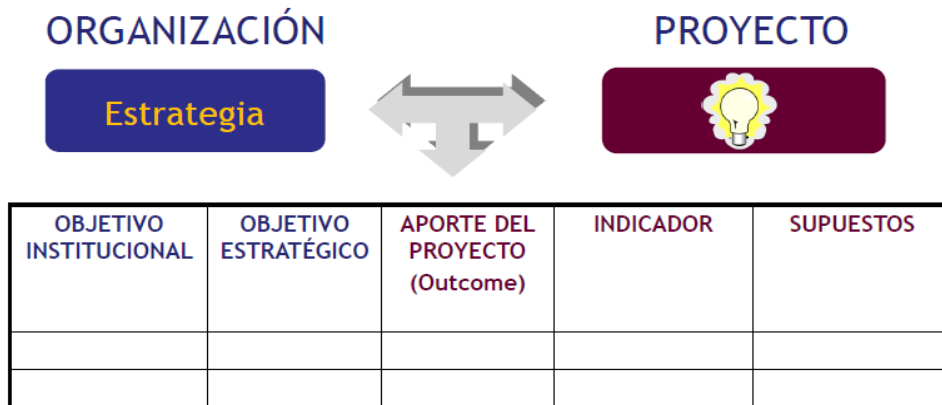 ORGANIZACIÓN
PROYECTO
Estrategia
OBJETIVO
INSTITUCIONAL
OBJETIVO
ESTRATÉGICO
APORTE DEL
PROYECTO
(Outcome)
INDICADOR
SUPUESTOS